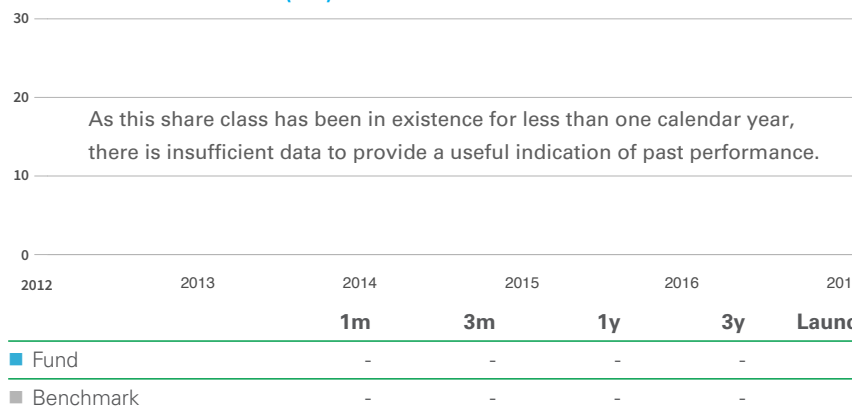 30
20
As this share class has been in existence for less than one calendar year,
there is insufficient data to provide a useful indication of past performance.
10
0
2012 2013 2014 2015 2016 201
1m 3m 1y 3y Launc
Fund - - - -
Benchmark - - - -